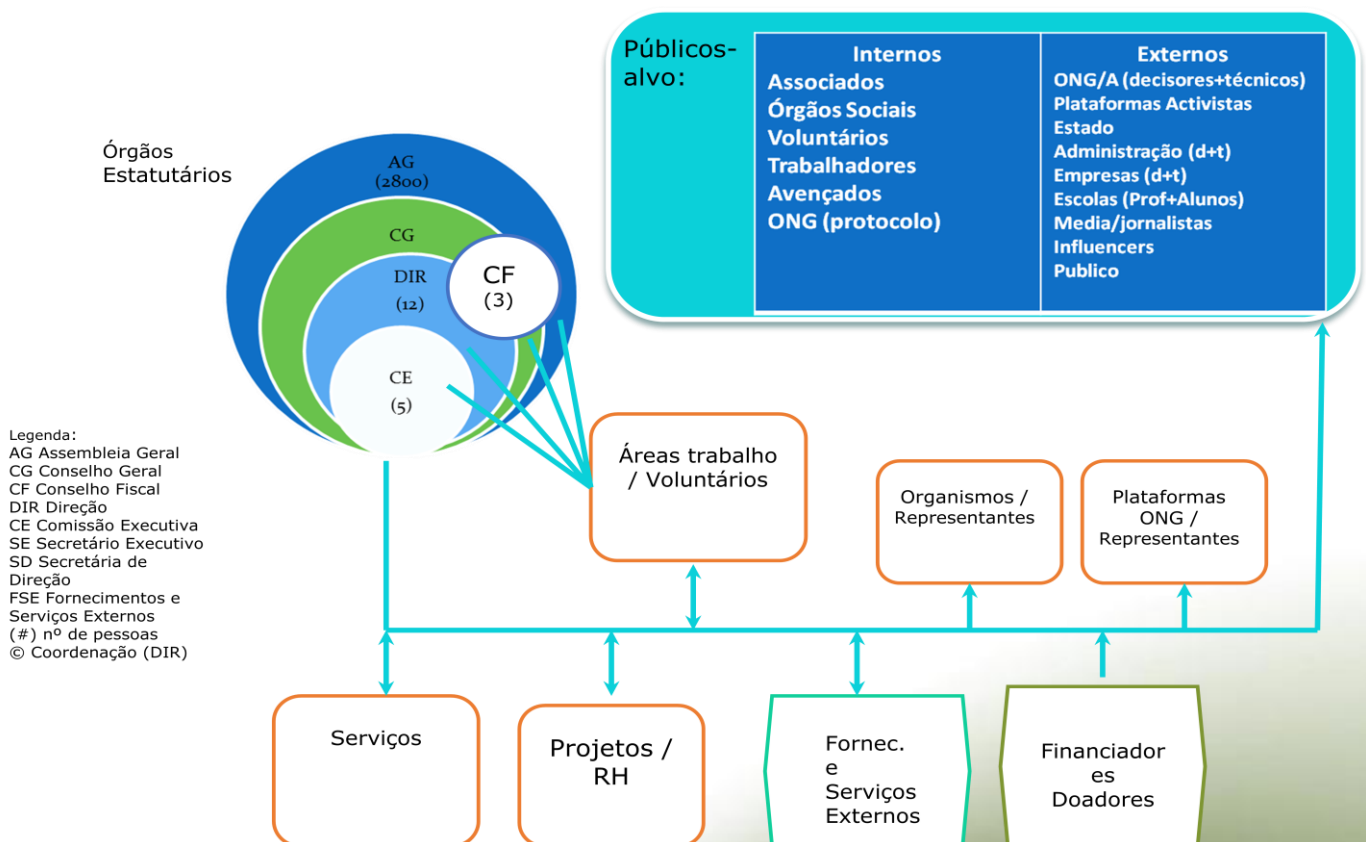 Públicos-
alvo:
Internos
Associados
Órgãos Sociais
Voluntários
Trabalhadores
Avençados
ONG (protocolo)
Externos
ONG/A (decisores+técnicos)
Plataformas Activistas
Estado
Administração (d+t)
Empresas (d+t)
Escolas (Prof+Alunos)
Media/jornalistas
Influencers
Publico
Órgãos
Estatutários
AG
(2800)
CG
DIR
(12)
CF
(3)
CE
(5)
Legenda:
AG Assembleia Geral
CG Conselho Geral
CF Conselho Fiscal
DIR Direção
CE Comissão Executiva
SE Secretário Executivo
SD Secretária de
Direção
FSE Fornecimentos e
Serviços Externos
(#) nº de pessoas
© Coordenação (DIR)
Áreas trabalho
/ Voluntários
Organismos /
Representantes
Plataformas
ONG /
Representantes
Serviços
Projetos /
RH
Fornec.
e
Serviços
Externos
Financiador
es
Doadores